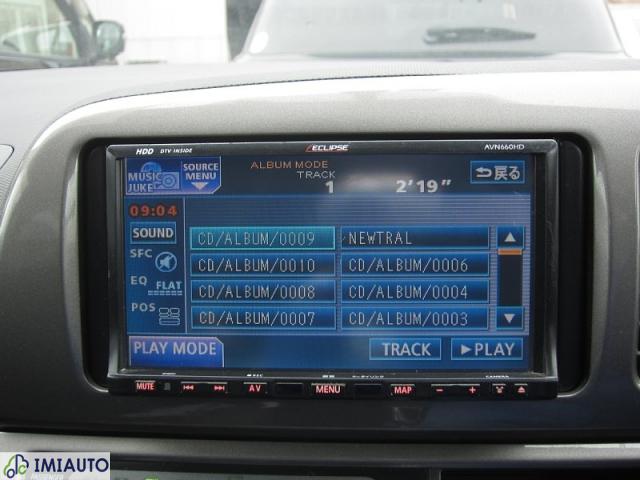 HDD DTV INSIDE ECLIPSE AVN660HD
MUSIC JUKE
SOURCE MENU
ALBUM MODE
TRACK
1 2'19"
戻る
09:04
SOUND
SFC
EQ FLAT
POS
CD/ALBUM/0009 NEWTRAL
CD/ALBUM/0010 CD/ALBUM/0006
CD/ALBUM/0008 CD/ALBUM/0004
CD/ALBUM/0007 CD/ALBUM/0003
PLAY MODE TRACK ▶PLAY
MUTE AV MENU MAP - +
IMIAUTO